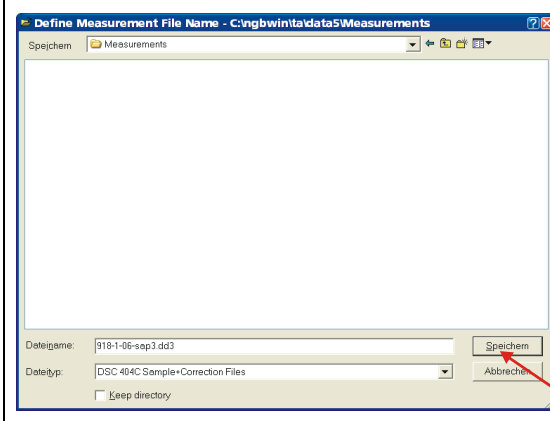 Define Measurement File Name - C:\ngbwin\ta\data5\Measurements
Speichern Measurements
Dateiname: 918-1-06-sap3.dd3 Speichern
Dateityp: DSC 404C Sample+Correction Files Abbrechen
Keep directory